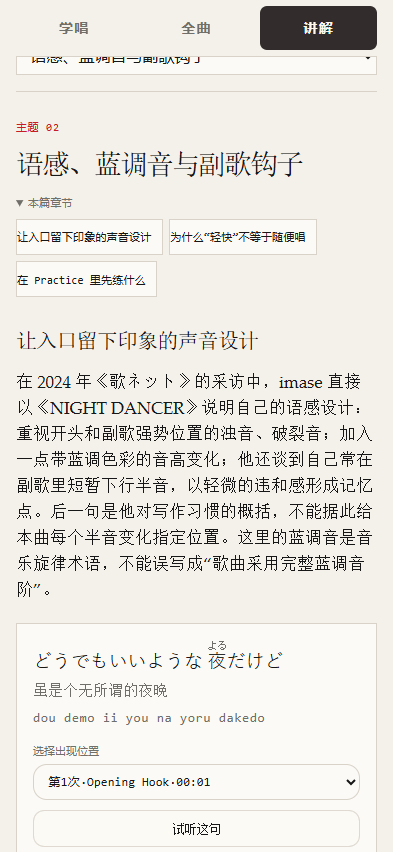 学唱 全曲 讲解
语感、蓝调音与副歌钩子
主题 02
语感、蓝调音与副歌钩子
▼ 本篇章节
让入口留下印象的声音设计 为什么“轻快”不等于随便唱
在 Practice 里先练什么
让入口留下印象的声音设计
在 2024 年《歌ネット》的采访中，imase 直接
以《NIGHT DANCER》说明自己的语感设计：
重视开头和副歌强势位置的浊音、破裂音；加入
一点带蓝调色彩的音高变化；他还谈到自己常在
副歌里短暂下行半音，以轻微的违和感形成记忆
点。后一句是他对写作习惯的概括，不能据此给
本曲每个半音变化指定位置。这里的蓝调音是音
乐旋律术语，不能误写成“歌曲采用完整蓝调音
阶”。
よる
どうでもいいような 夜だけど
虽是个无所谓的夜晚
dou demo ii you na yoru dakedo
选择出现位置
第1次·Opening Hook·00:01
试听这句